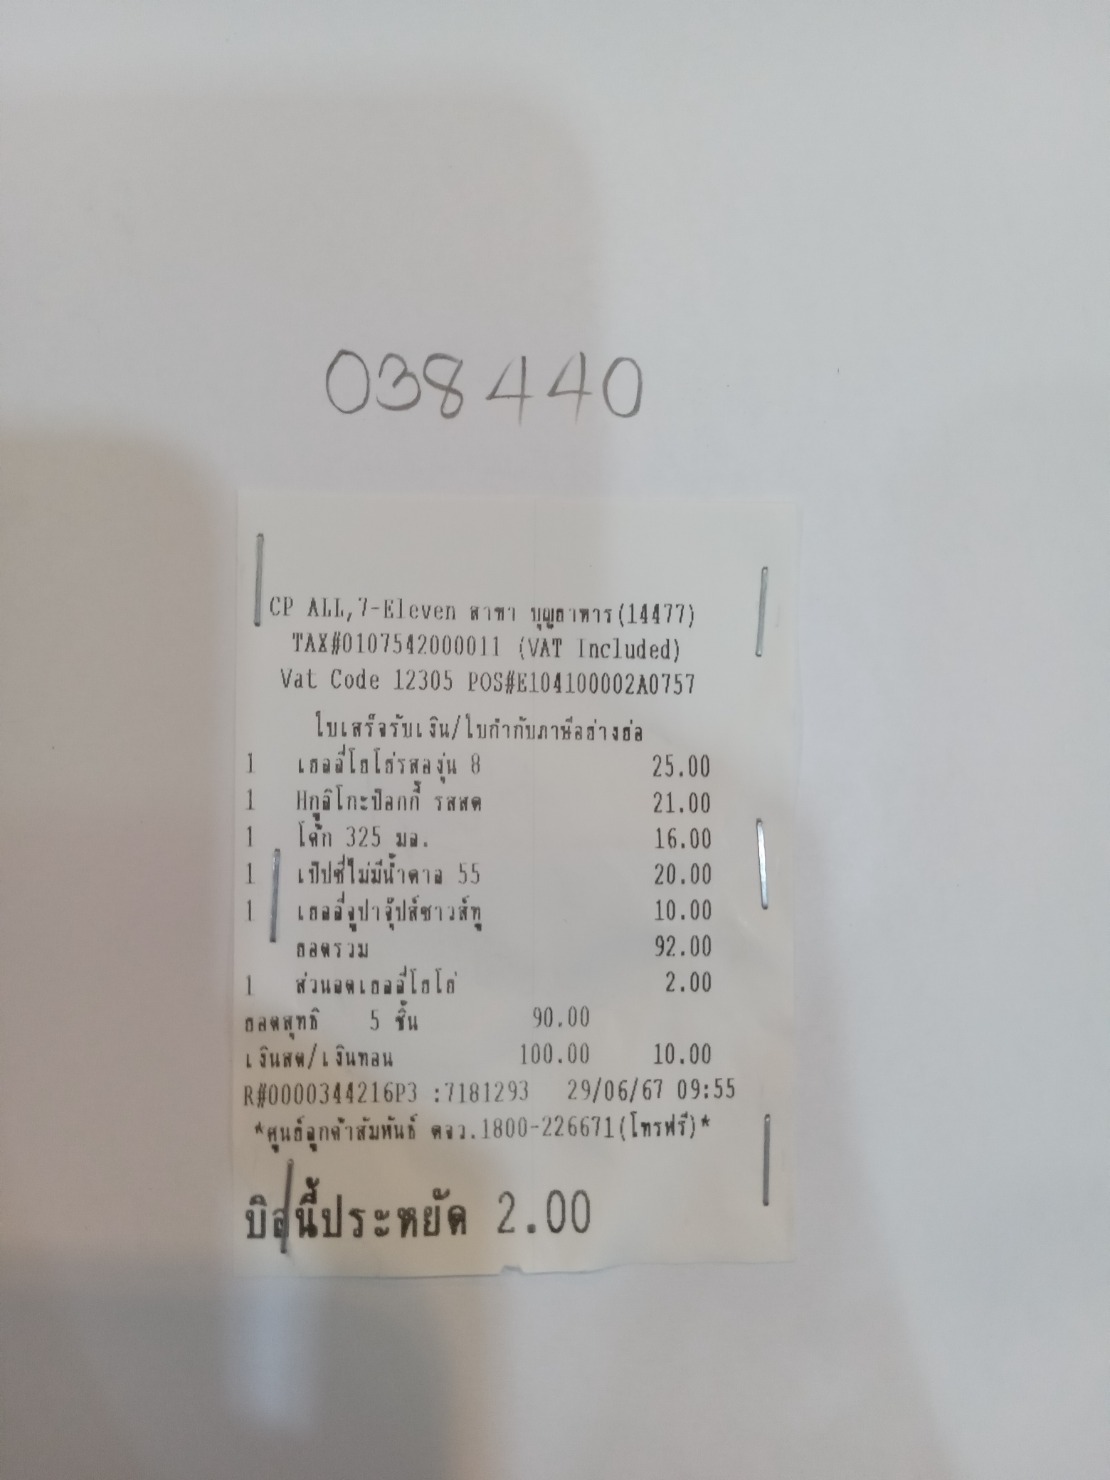 038440
CP ALL,7-Eleven สาขา บุญอาหาร(14477)
TAX#0107542000011 (VAT Included)
Vat Code 12305 POS#E104100002A0757
ใบเสร็จรับเงิน/ใบกำกับภาษีอย่างย่อ
1 เยลลี่โยโย่รสองุ่น 8 25.00
1 Hกูลิโกะป๊อกกี้ รสสต 21.00
1 โค้ก 325 มล. 16.00
1 เป๊ปซี่ไม่มีน้ำตาล 55 20.00
1 เยลลี่จูปาจุ๊ปส์ซาวส์ทู 10.00
ยอดรวม 92.00
1 ส่วนลดเยลลี่โยโย่ 2.00
ยอดสุทธิ 5 ชิ้น 90.00
เงินสด/เงินทอน 100.00 10.00
R#0000344216P3 :7181293 29/06/67 09:55
*ศูนย์ลูกค้าสัมพันธ์ ตจว.1800-226671(โทรฟรี)*
บิลนี้ประหยัด 2.00